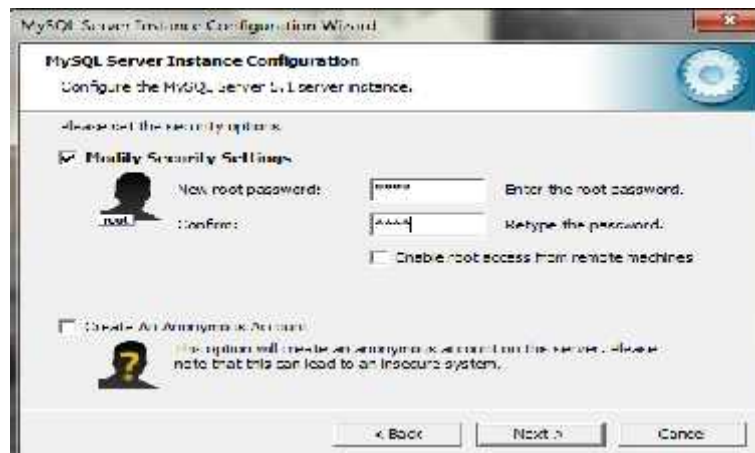 MySQL Server Instance Configuration Wizard
MySQL Server Instance Configuration
Configure the MySQL Server 5.1 server instance.
Please set the security options.
Modify Security Settings
New root password: **** Enter the root password.
root
Confirm: **** Retype the password.
Enable root access from remote machines
Create An Anonymous Account
This option will create an anonymous account on this server. Please
note that this can lead to an insecure system.
?
< Back Next > Cancel